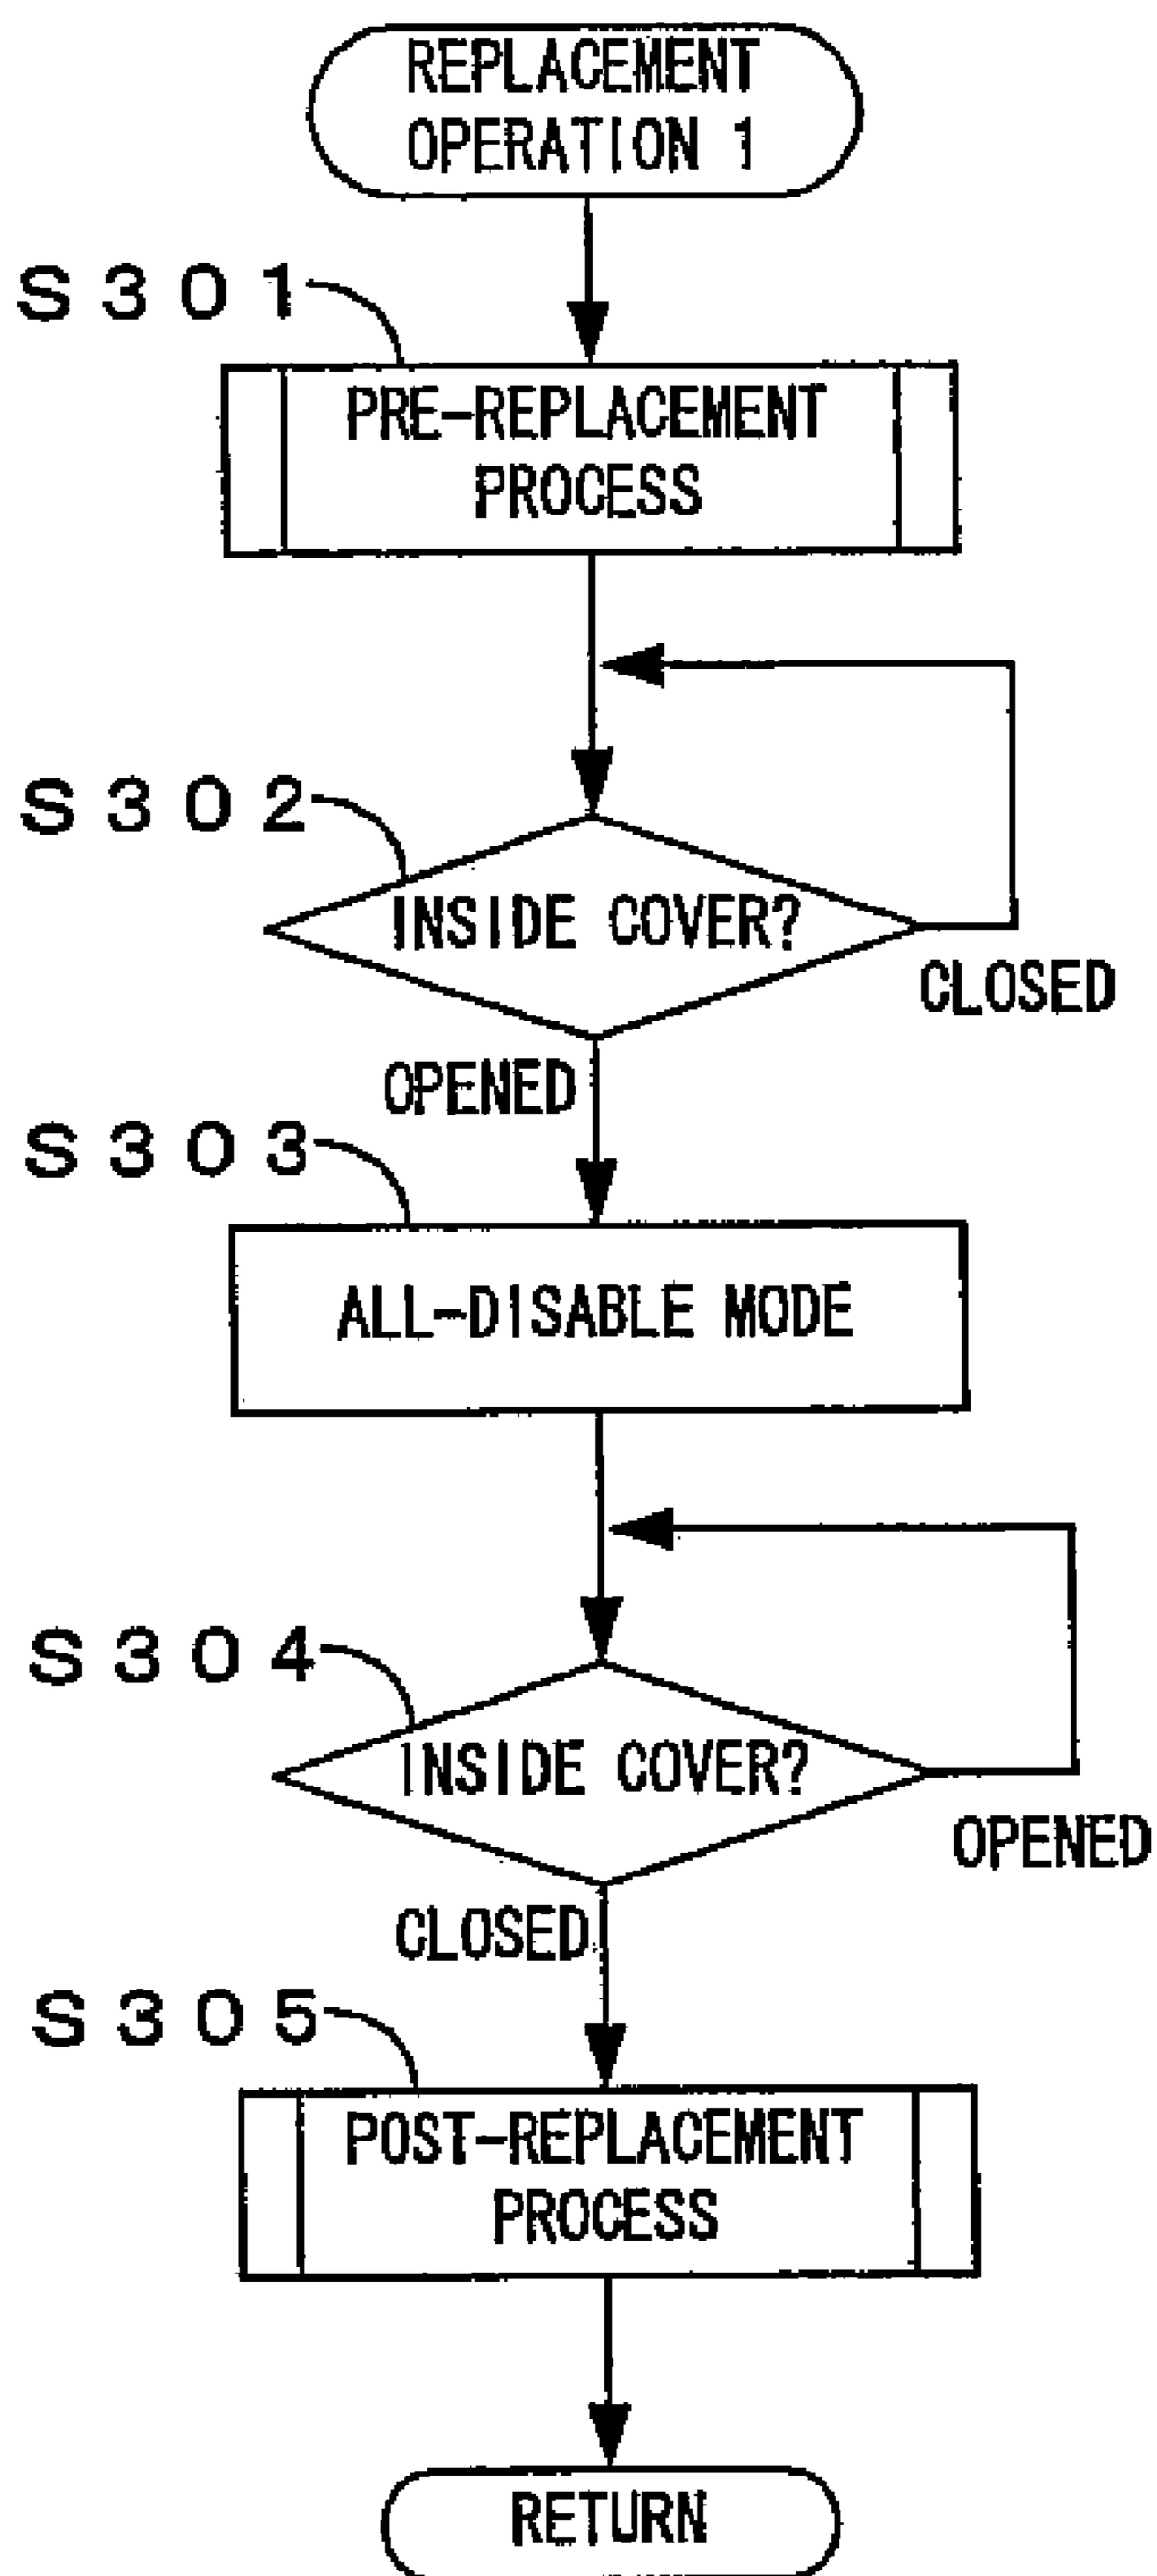 REPLACEMENT
OPERATION 1
S301
PRE-REPLACEMENT
PROCESS
S302
INSIDE COVER?
CLOSED
OPENED
S303
ALL-DISABLE MODE
S304
INSIDE COVER?
OPENED
CLOSED
S305
POST-REPLACEMENT
PROCESS
RETURN